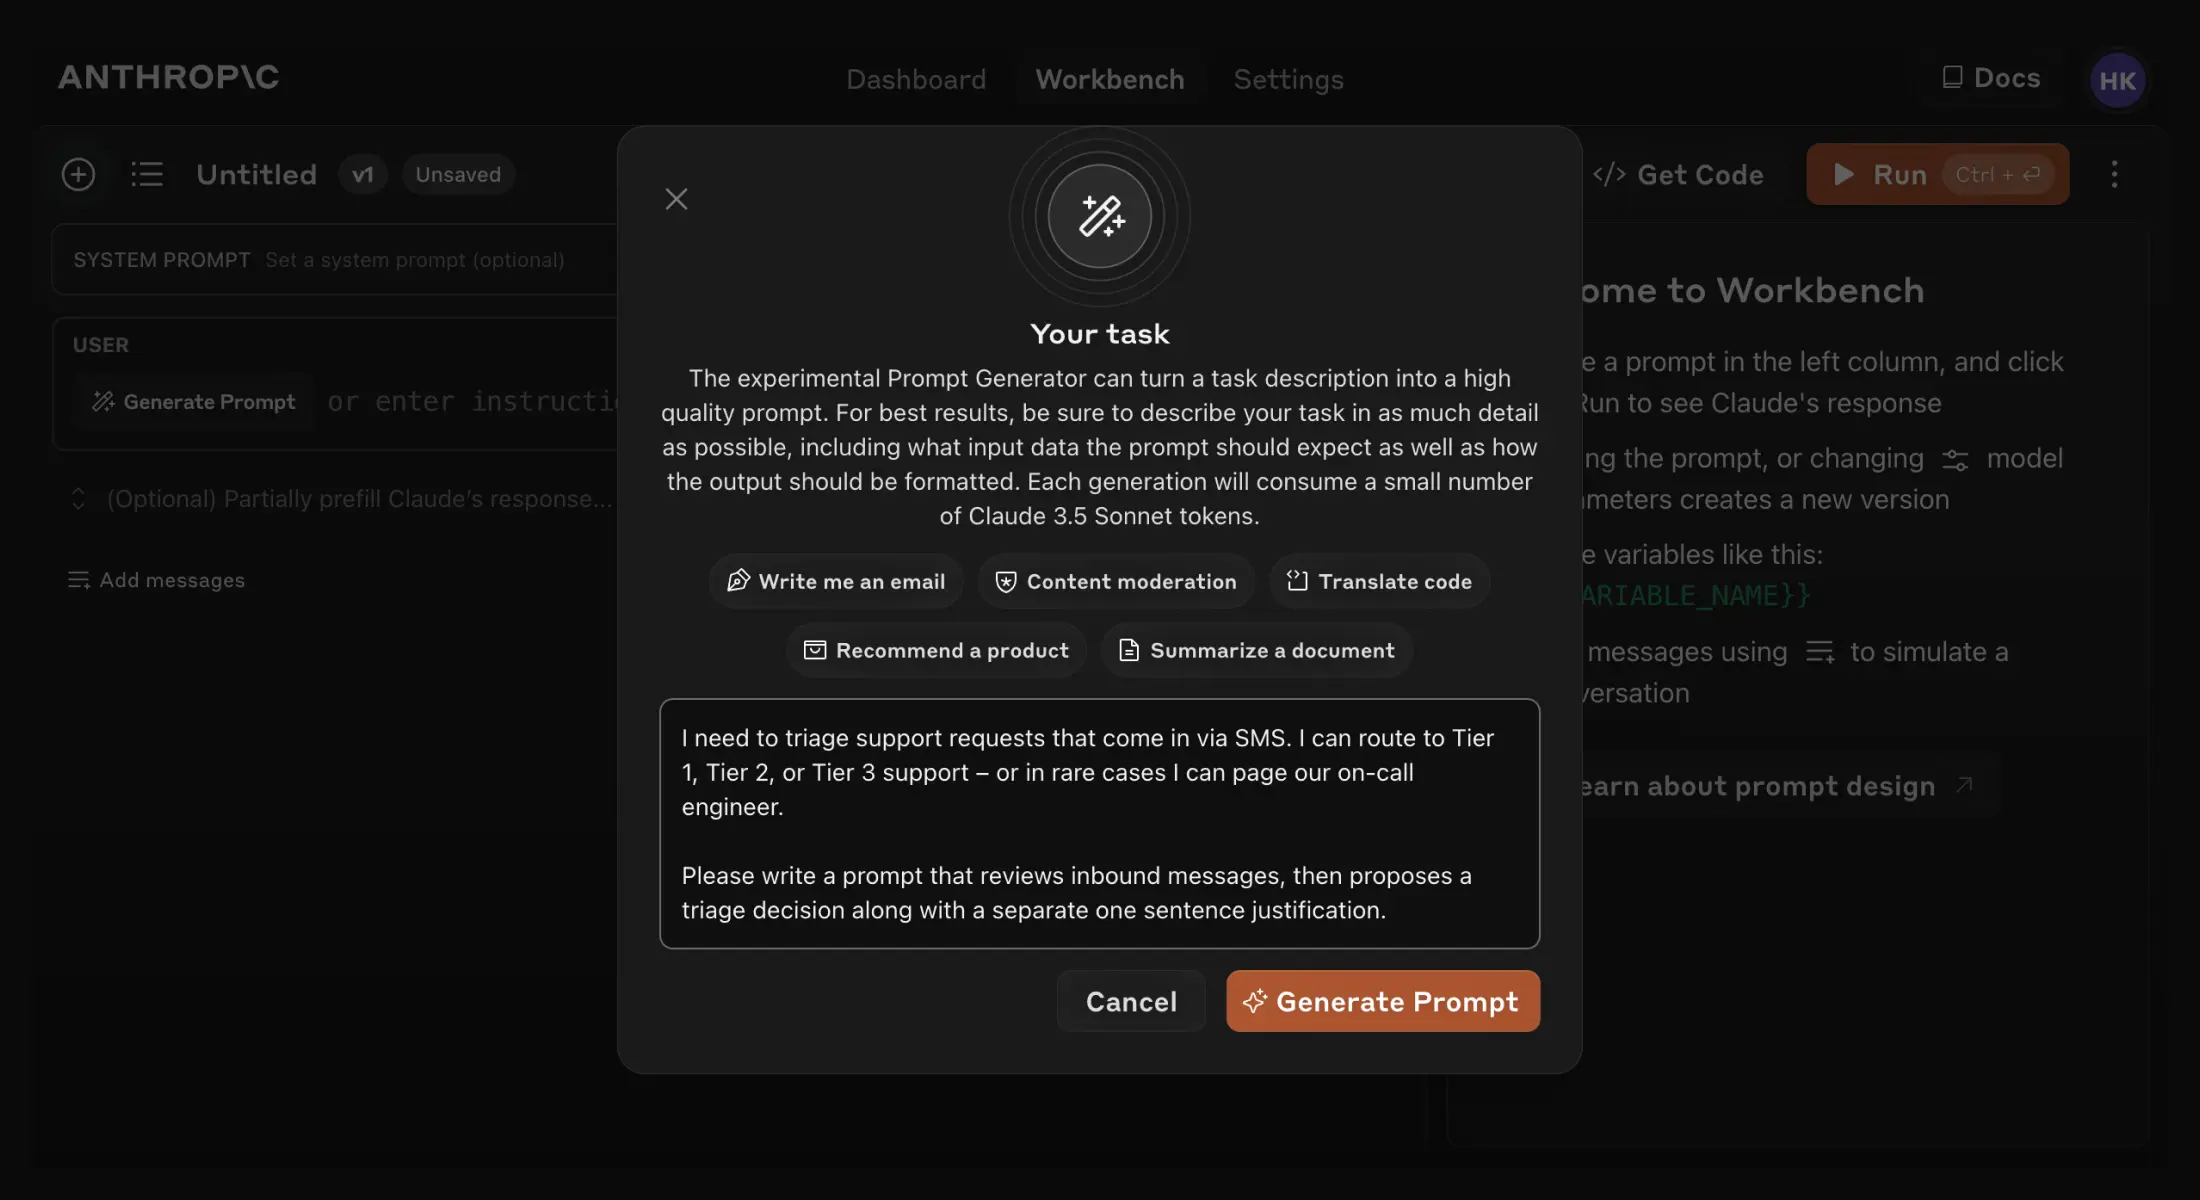 ANTHROP\C
Dashboard
Workbench
Settings
Docs
HK
Untitled
v1
Unsaved
</> Get Code
Run
Ctrl + ⏎
SYSTEM PROMPT Set a system prompt (optional)
USER
Generate Prompt or enter
(Optional) Partially prefill Claude's response...
Add messages
Your task
The experimental Prompt Generator can turn a task description into a high
quality prompt. For best results, be sure to describe your task in as much detail
as possible, including what input data the prompt should expect as well as how
the output should be formatted. Each generation will consume a small number
of Claude 3.5 Sonnet tokens.
Write me an email
Content moderation
Translate code
Recommend a product
Summarize a document
I need to triage support requests that come in via SMS. I can route to Tier
1, Tier 2, or Tier 3 support – or in rare cases I can page our on-call
engineer.
Please write a prompt that reviews inbound messages, then proposes a
triage decision along with a separate one sentence justification.
Cancel
Generate Prompt
ome to Workbench
e a prompt in the left column, and click
Run to see Claude's response
ng the prompt, or changing model
meters creates a new version
e variables like this:
ARIABLE_NAME}}
messages using to simulate a
versation
earn about prompt design